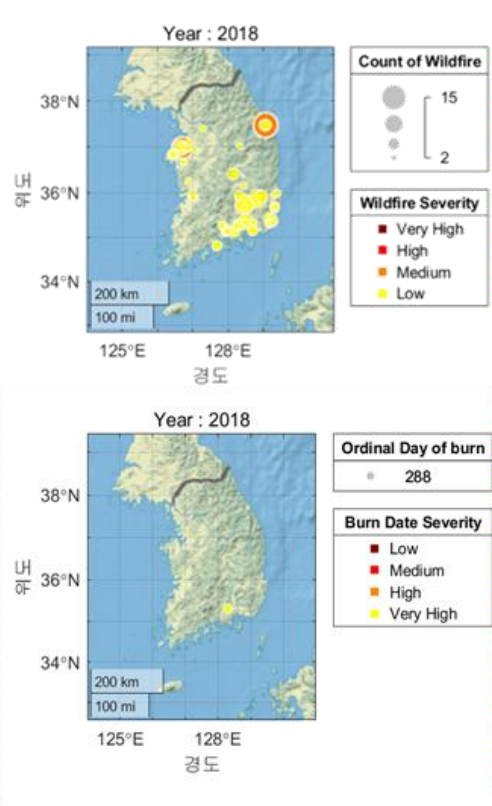 Year : 2018
38°N
36°N
34°N
위도
200 km
100 mi
125°E
128°E
경도
Count of Wildfire
15
2
Wildfire Severity
Very High
High
Medium
Low
Year : 2018
38°N
36°N
34°N
위도
200 km
100 mi
125°E
128°E
경도
Ordinal Day of burn
288
Burn Date Severity
Low
Medium
High
Very High